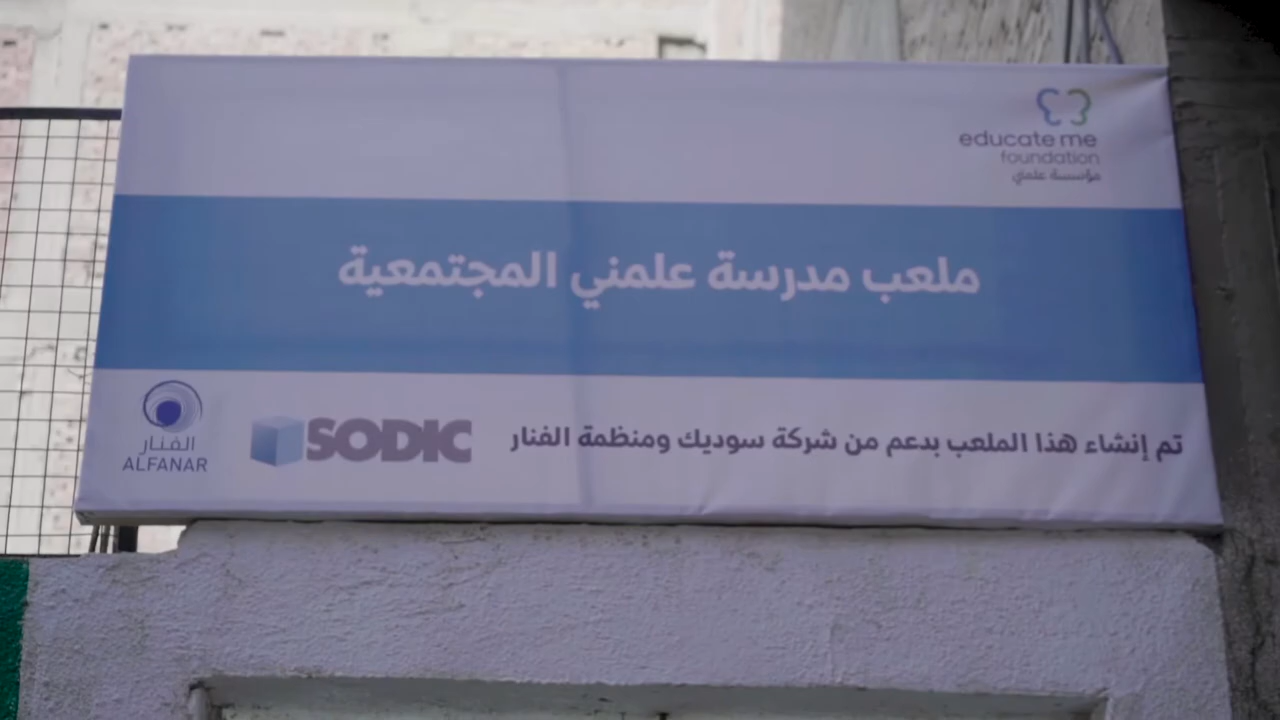 educate me
foundation
مؤسسة علمني
ملعب مدرسة علمني المجتمعية
تم إنشاء هذا الملعب بدعم من شركة سوديك ومنظمة الفنار
SODIC
الفنار
ALFANAR